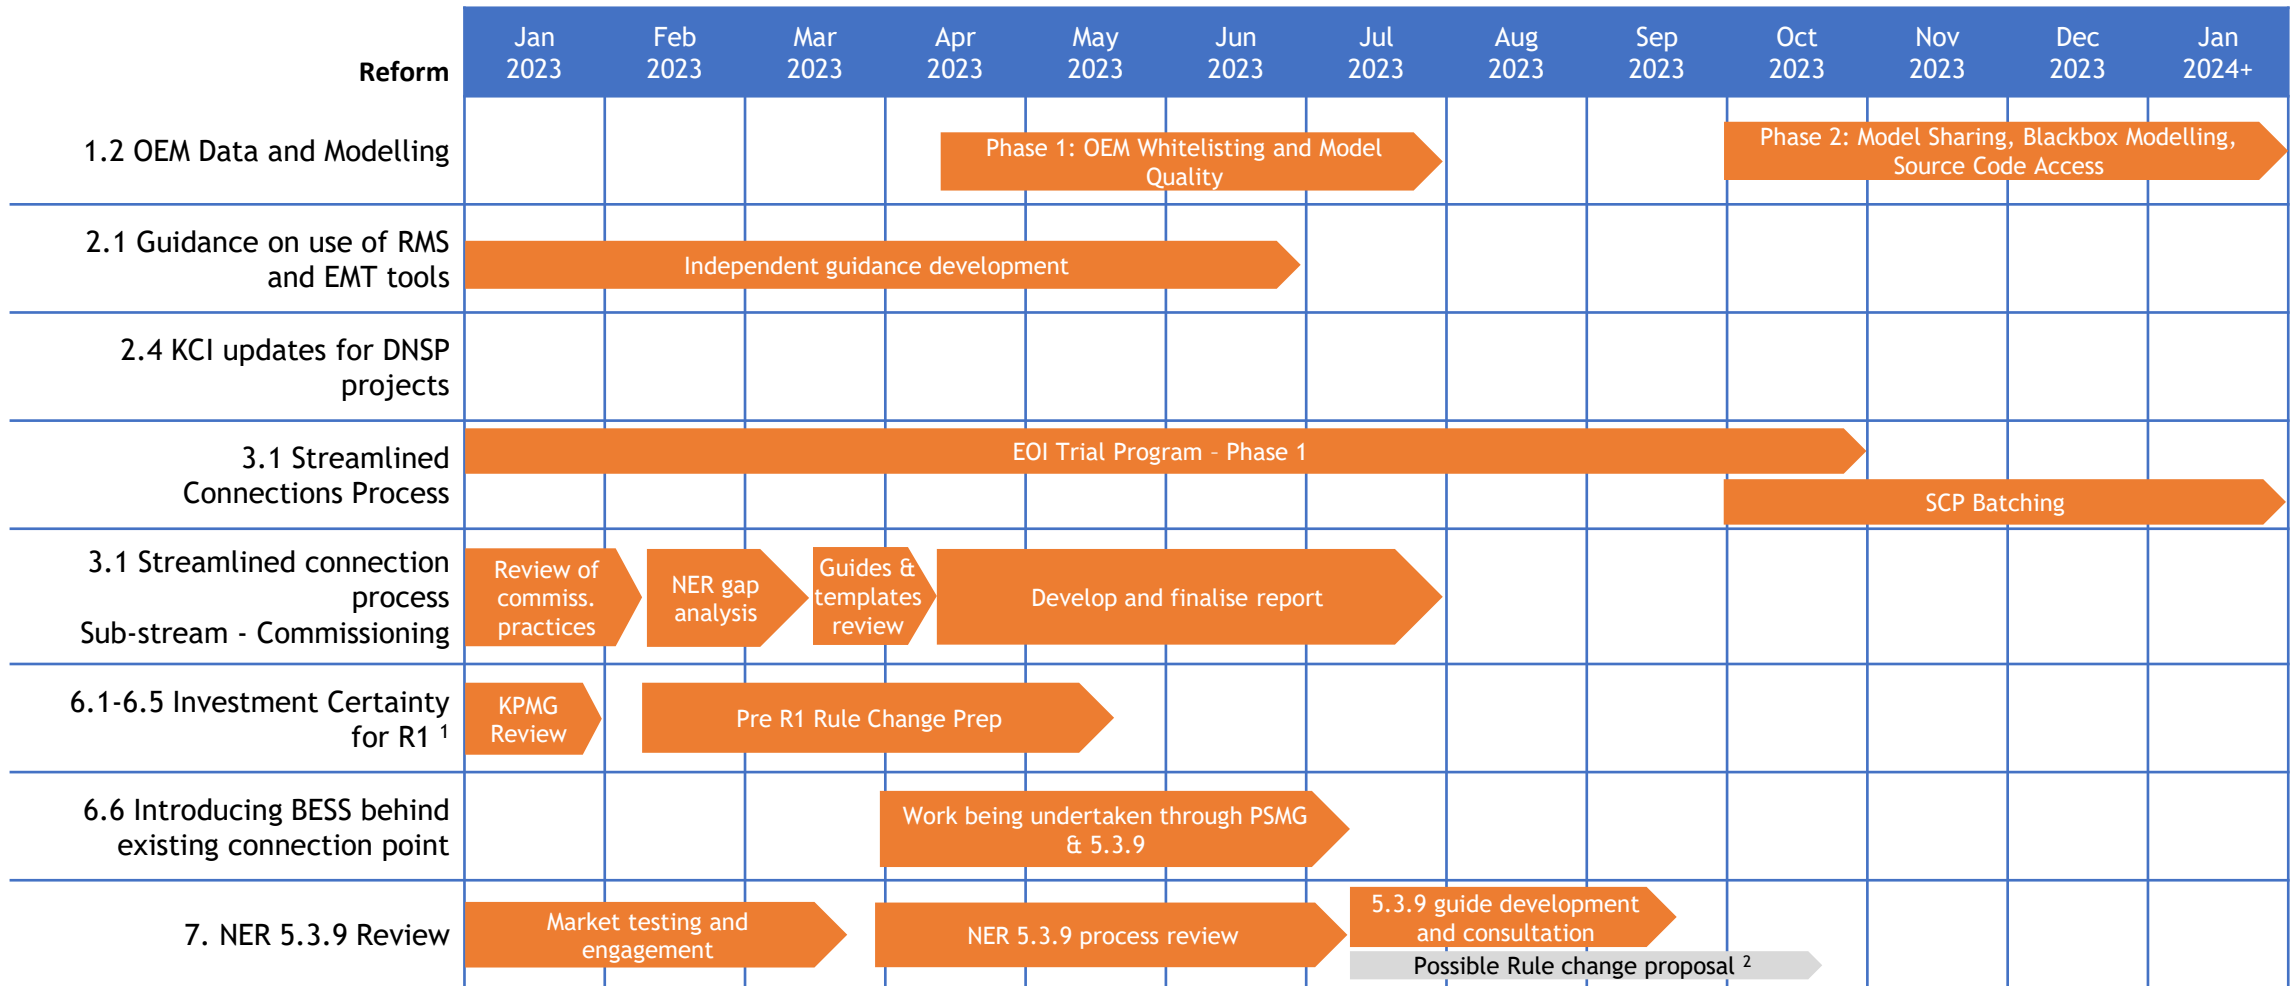 Reform
Jan
2023
Feb
2023
Mar
2023
Apr
2023
May
2023
Jun
2023
Jul
2023
Aug
2023
Sep
2023
Oct
2023
Nov
2023
Dec
2023
Jan
2024+
1.2 OEM Data and Modelling
Phase 1: OEM Whitelisting and Model
Quality
Phase 2: Model Sharing, Blackbox Modelling,
Source Code Access
2.1 Guidance on use of RMS
and EMT tools
Independent guidance development
2.4 KCI updates for DNSP
projects
3.1 Streamlined
Connections Process
EOI Trial Program – Phase 1
SCP Batching
3.1 Streamlined connection
process
Sub-stream - Commissioning
Review of
commiss.
practices
NER gap
analysis
Guides &
templates
review
Develop and finalise report
6.1-6.5 Investment Certainty
for R1 ¹
KPMG
Review
Pre R1 Rule Change Prep
6.6 Introducing BESS behind
existing connection point
Work being undertaken through PSMG
& 5.3.9
7. NER 5.3.9 Review
Market testing and
engagement
NER 5.3.9 process review
5.3.9 guide development
and consultation
Possible Rule change proposal ²